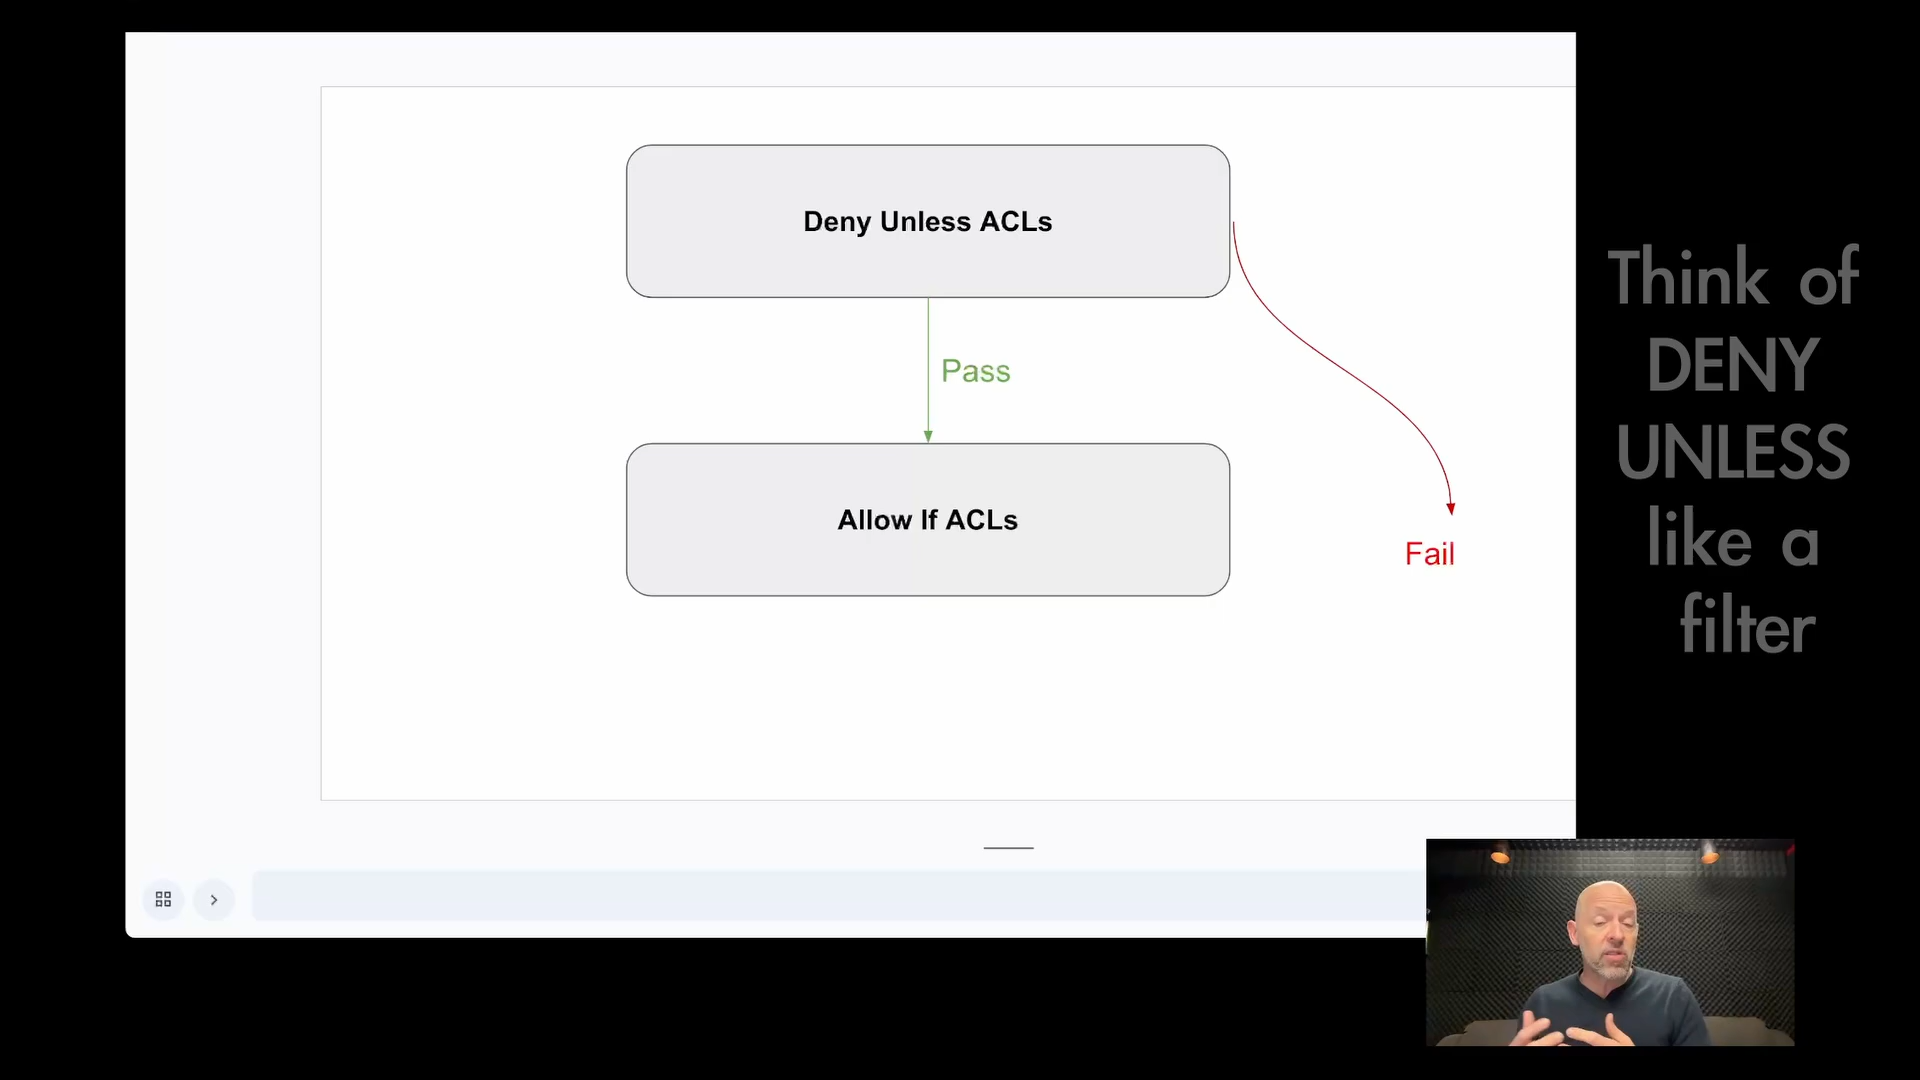 Deny Unless ACLs
Pass
Allow If ACLs
Fail
Think of
DENY
UNLESS
like a
filter